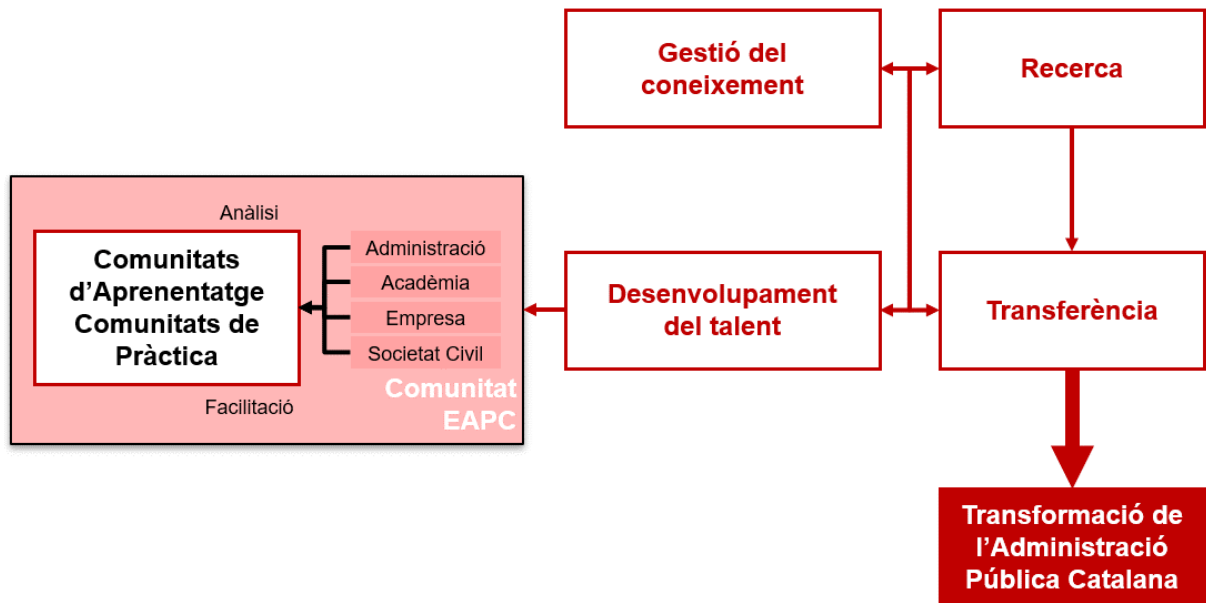 Gestió del
coneixement
Recerca
Anàlisi
Comunitats
d’Aprenentatge
Comunitats de
Pràctica
Facilitació
Administració
Acadèmia
Empresa
Societat Civil
Comunitat
EAPC
Desenvolupament
del talent
Transferència
Transformació de
l’Administració
Pública Catalana